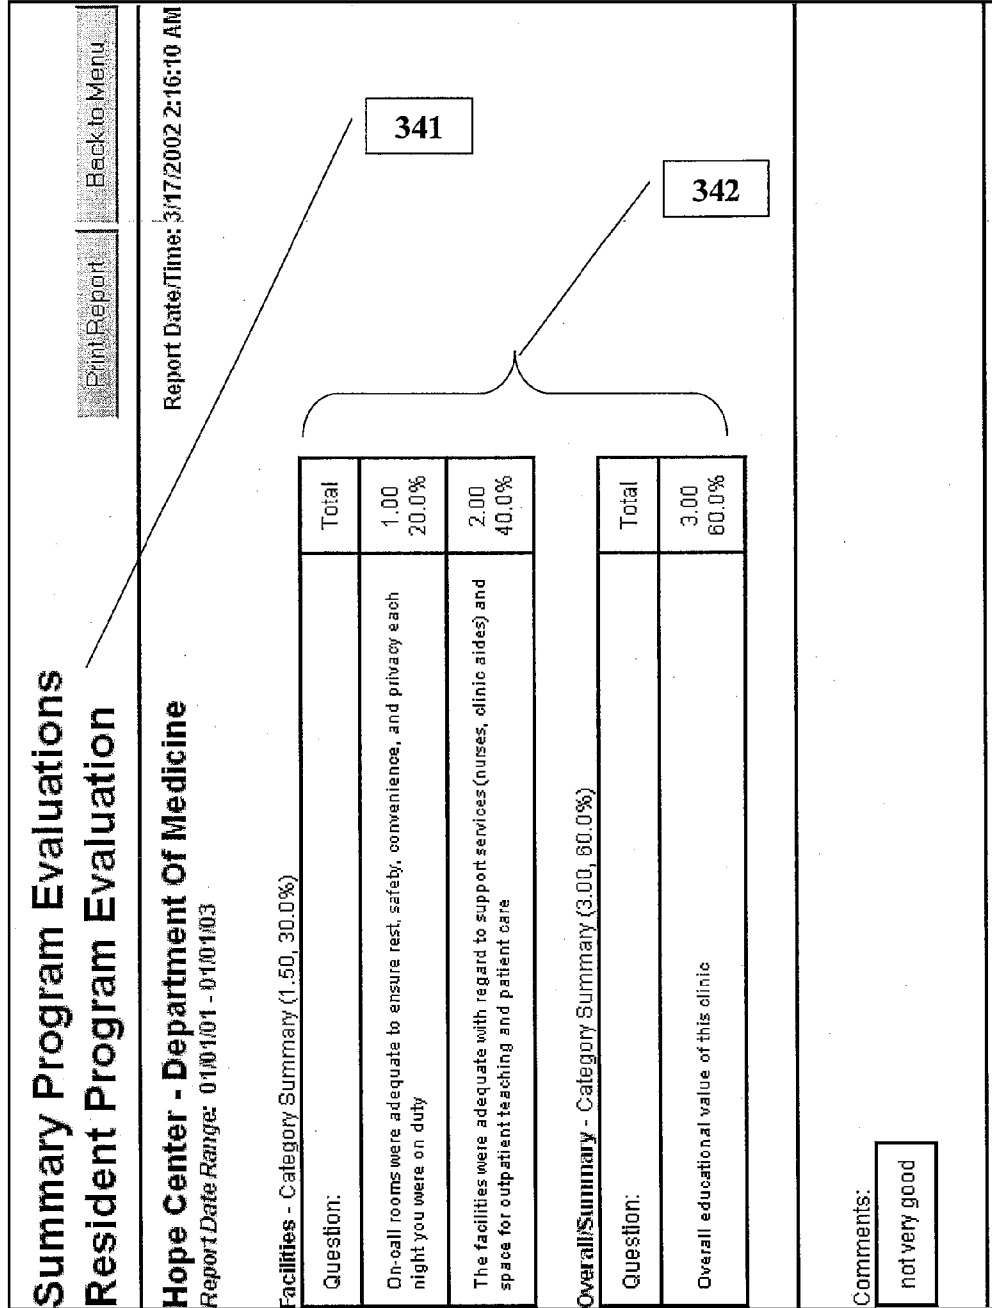 Summary Program Evaluations
Resident Program Evaluation
Print Report Back to Menu
Hope Center - Department Of Medicine
Report Date/Time: 3/17/2002 2:16:10 AM
Report Date Range: 01/01/01 - 01/01/03
341
Facilities - Category Summary (1.50, 30.0%)
Question: Total
On-call rooms were adequate to ensure rest, safety, convenience, and privacy each
night you were on duty
1.00
20.0%
The facilities were adequate with regard to support services (nurses, clinic aides) and
space for outpatient teaching and patient care
2.00
40.0%
342
Overall/Summary - Category Summary (3.00, 60.0%)
Question: Total
Overall educational value of this clinic
3.00
60.0%
Comments:
not very good